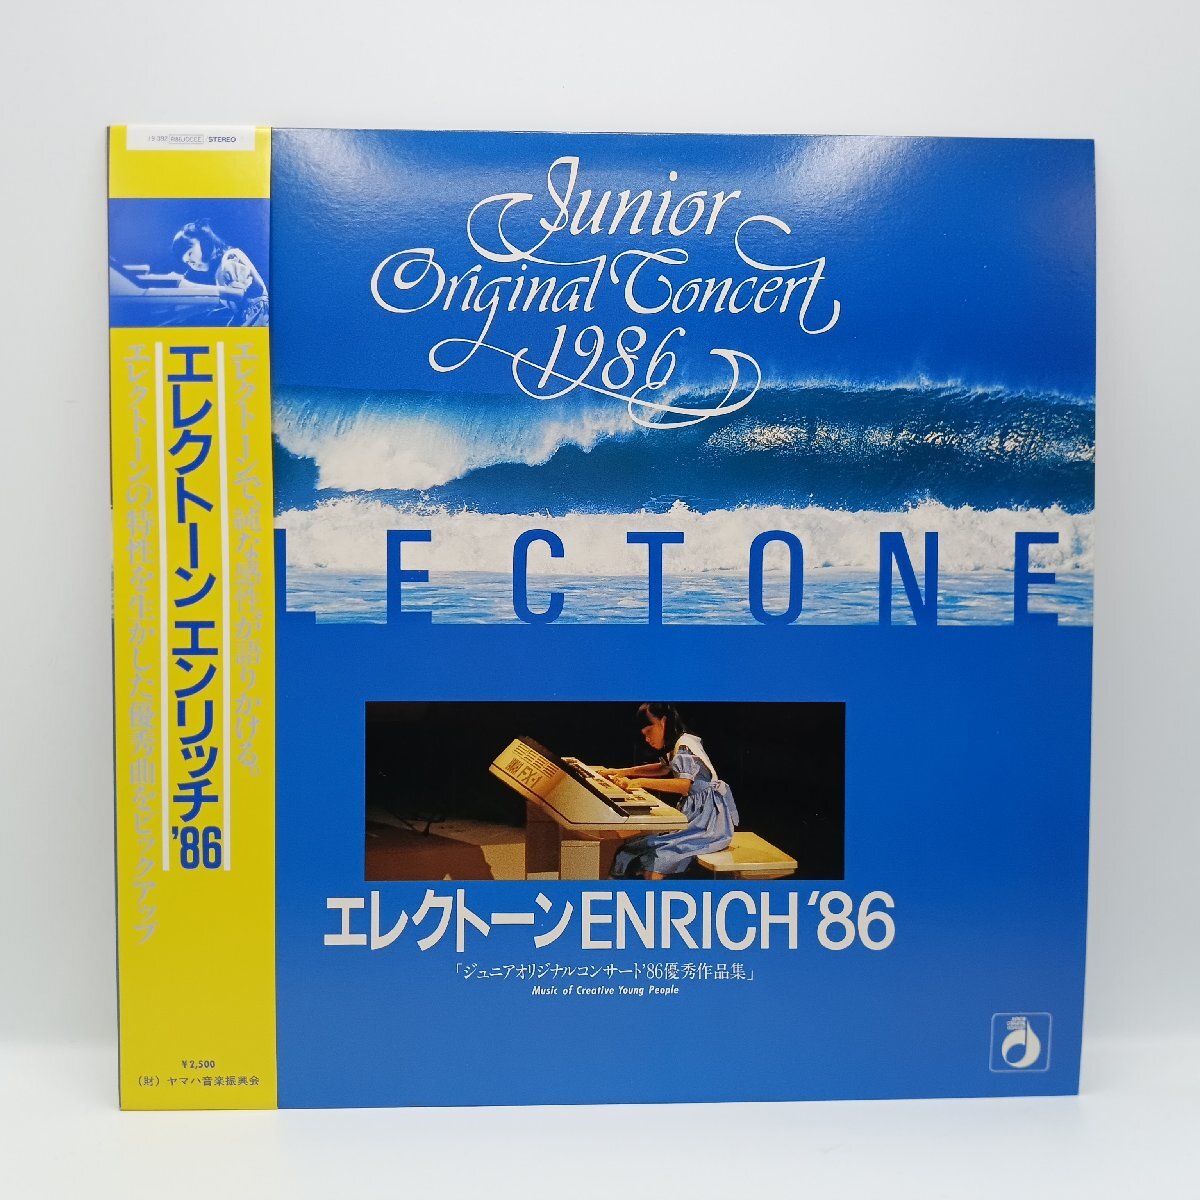 R86JOCEE / STEREO
エレクトーンで、純な感性が語りかける。
エレクトーン エンリッチ'86
エレクトーンの特性を生かした優秀曲をピックアップ
¥2,500
（財）ヤマハ音楽振興会
Junior
Original Concert
1986
LECTONE
FX-1
エレクトーンENRICH '86
「ジュニアオリジナルコンサート'86優秀作品集」
Music of Creative Young People